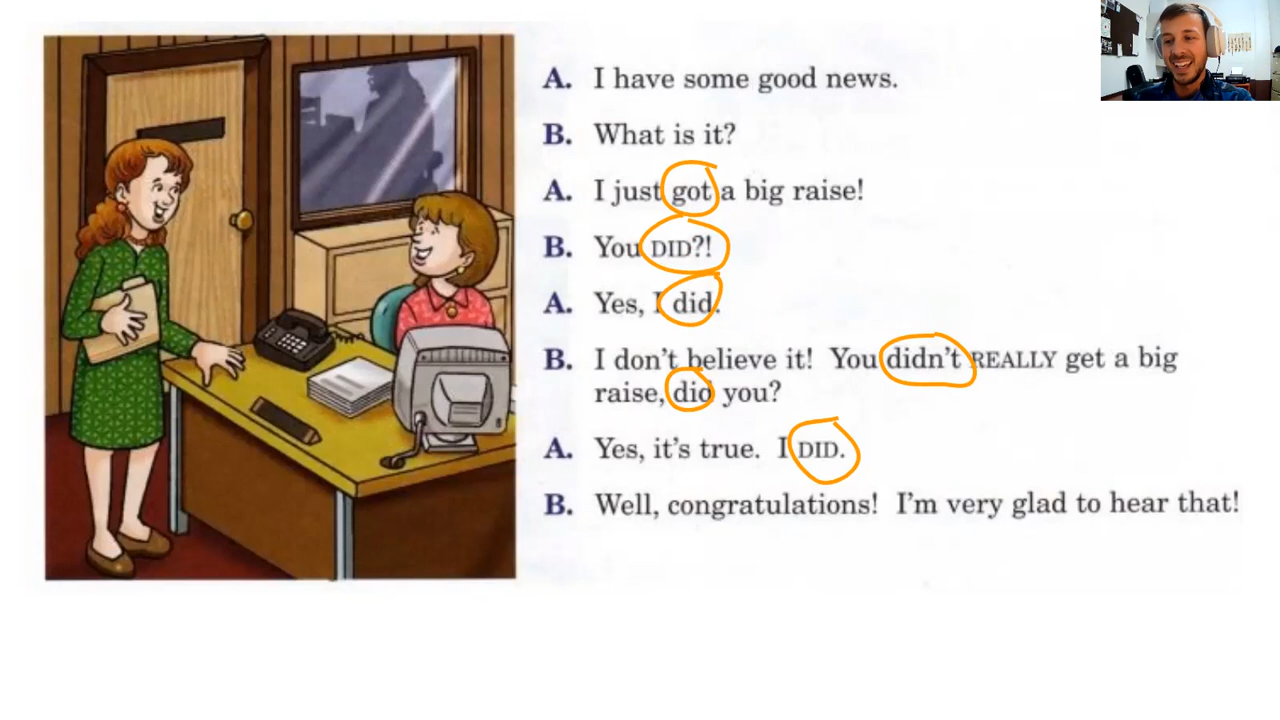 A. I have some good news.
B. What is it?
A. I just got a big raise!
B. You DID?!
A. Yes, I did.
B. I don't believe it! You didn't REALLY get a big
raise, did you?
A. Yes, it's true. I DID.
B. Well, congratulations! I'm very glad to hear that!